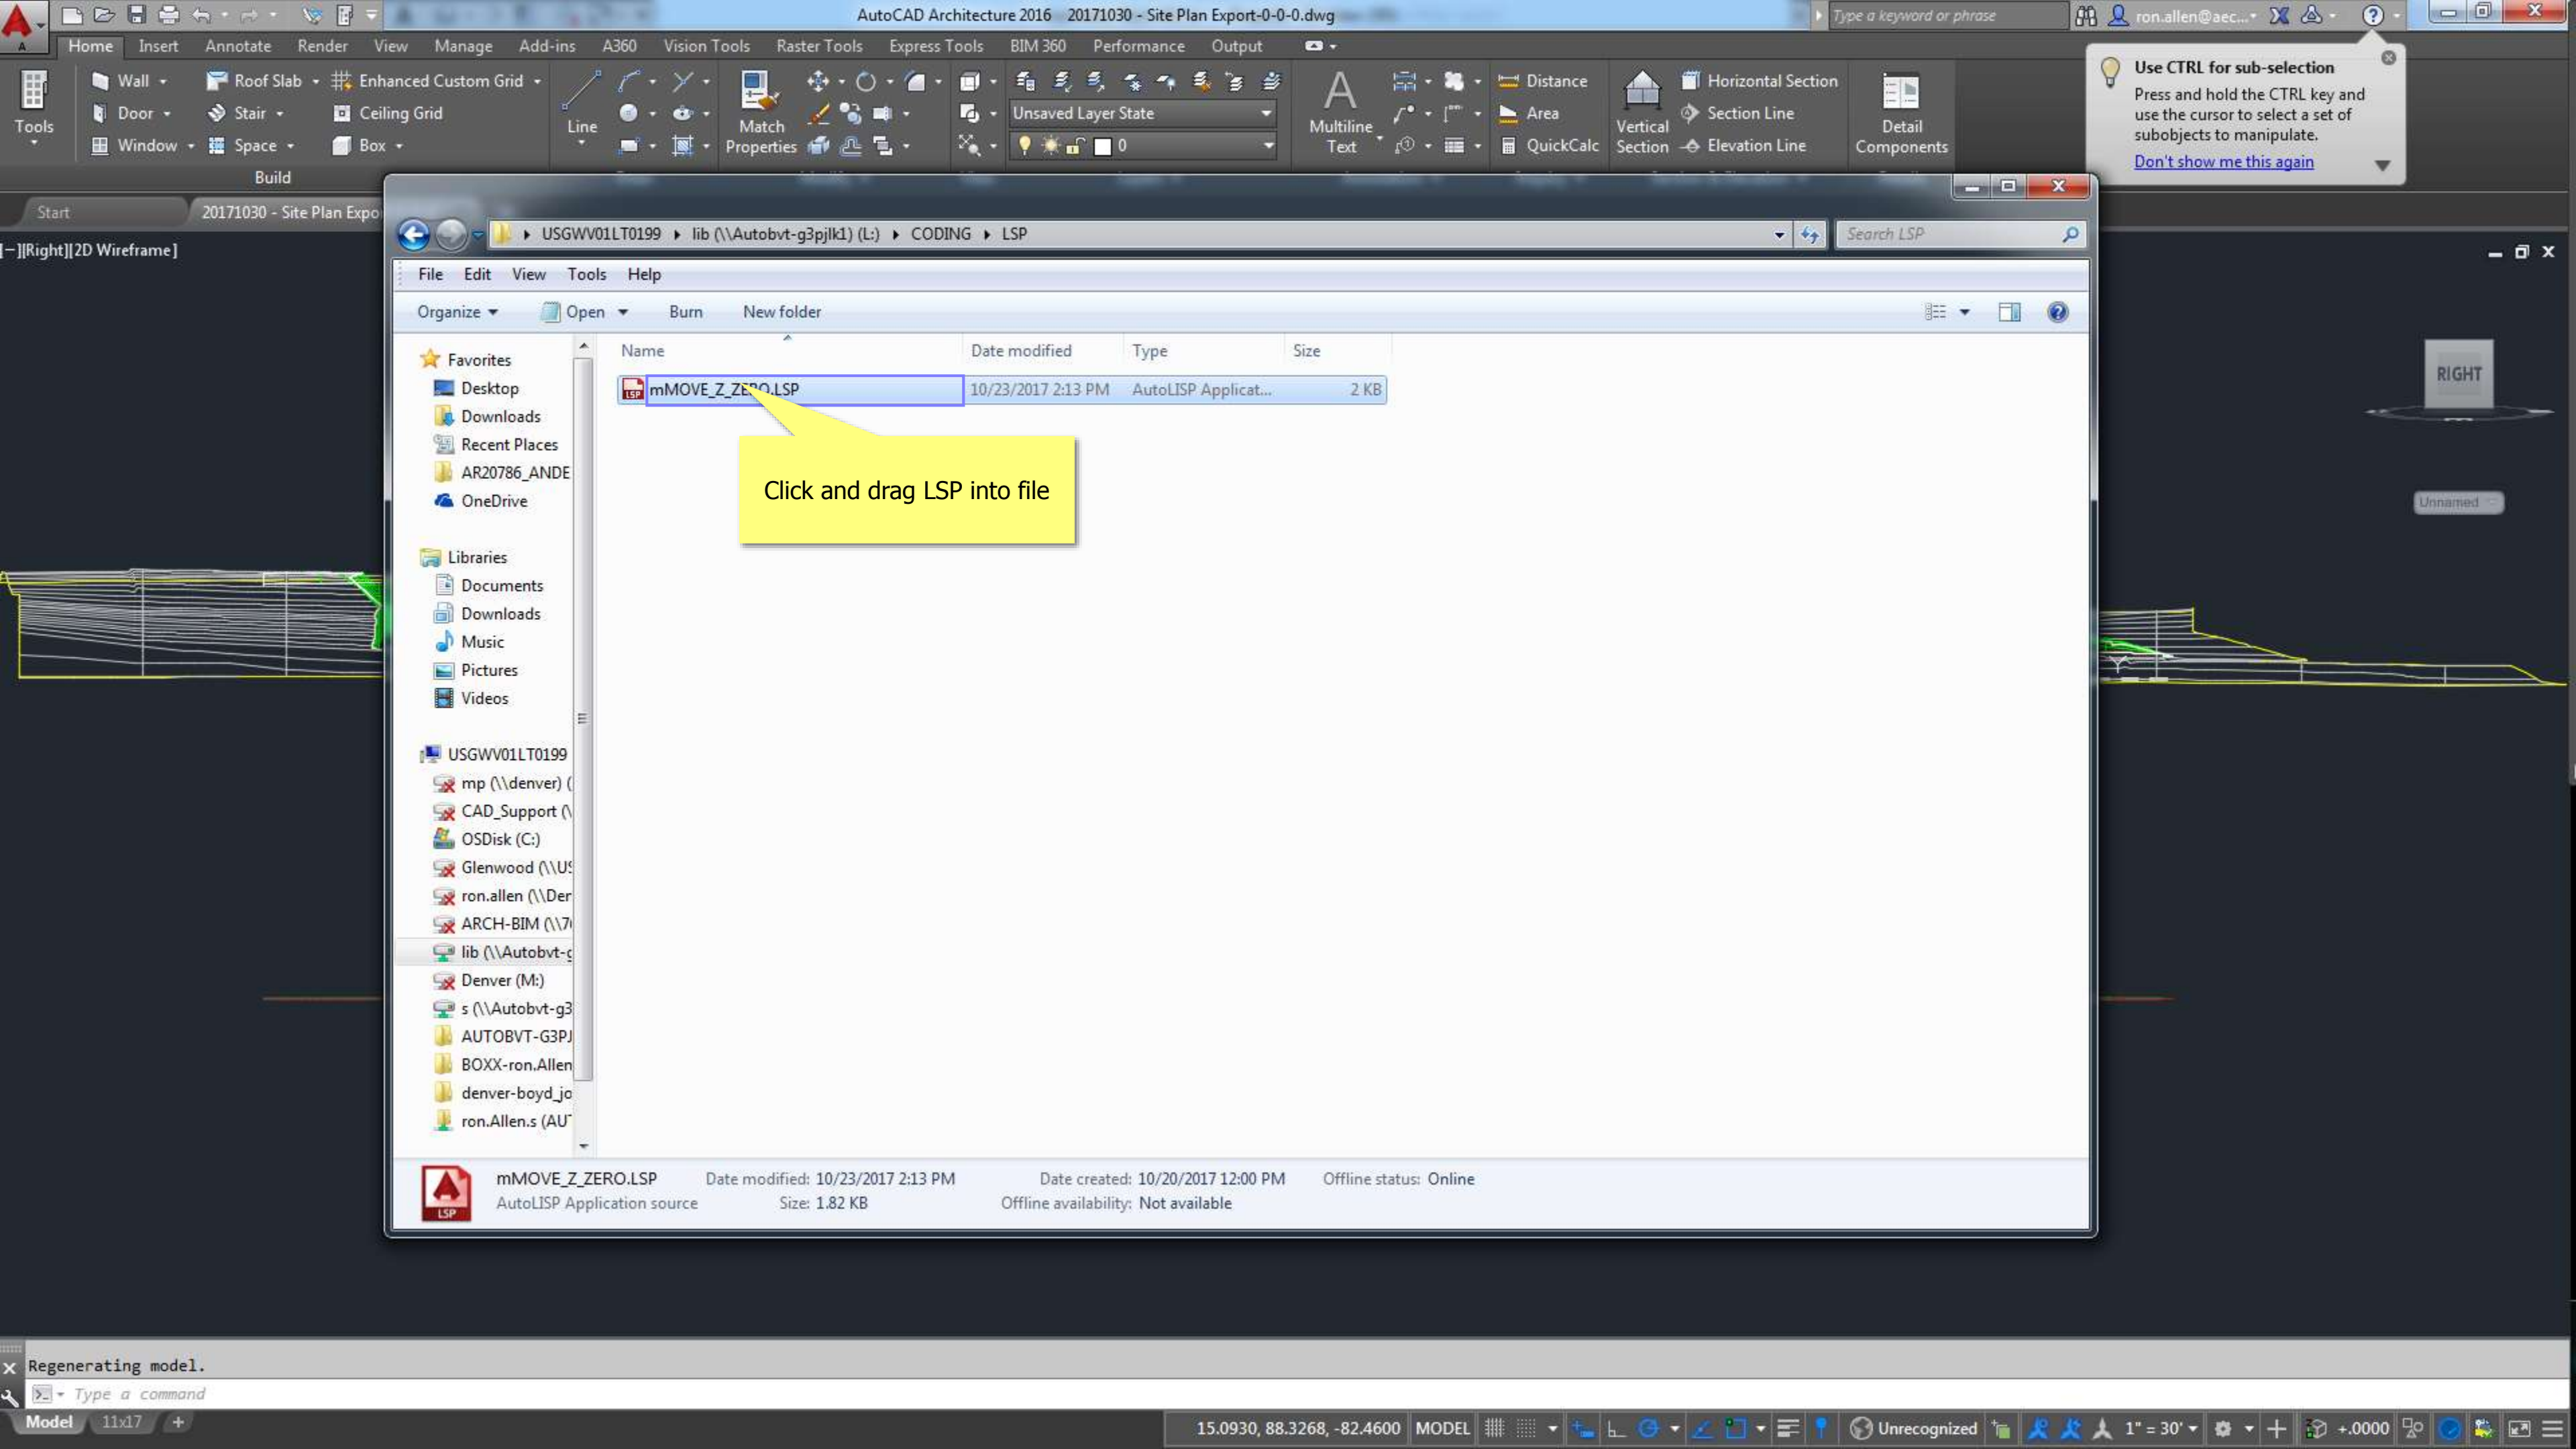 AutoCAD Architecture 2016 20171030 - Site Plan Export-0-0-0.dwg
Type a keyword or phrase
ron.allen@aec...
Home Insert Annotate Render View Manage Add-ins A360 Vision Tools Raster Tools Express Tools BIM 360 Performance Output
Wall Roof Slab Enhanced Custom Grid
Door Stair Ceiling Grid
Window Space Box
Tools
Build
Line
Match
Properties
Unsaved Layer State
0
Multiline
Text
Distance
Area
QuickCalc
Vertical
Section
Horizontal Section
Section Line
Elevation Line
Detail
Components
Use CTRL for sub-selection
Press and hold the CTRL key and
use the cursor to select a set of
subobjects to manipulate.
Don't show me this again
Start
20171030 - Site Plan Expo
[−][Right][2D Wireframe]
USGWV01LT0199 lib (\\Autobvt-g3pjlk1) (L:) CODING LSP
Search LSP
File Edit View Tools Help
Organize Open Burn New folder
Name Date modified Type Size
mMOVE_Z_ZERO.LSP 10/23/2017 2:13 PM AutoLISP Applicat... 2 KB
Click and drag LSP into file
Favorites
Desktop
Downloads
Recent Places
AR20786_ANDE
OneDrive
Libraries
Documents
Downloads
Music
Pictures
Videos
USGWV01LT0199
mp (\\denver) (
CAD_Support (\
OSDisk (C:)
Glenwood (\\US
ron.allen (\\Den
ARCH-BIM (\\7
lib (\\Autobvt-g
Denver (M:)
s (\\Autobvt-g3
AUTOBVT-G3PJ
BOXX-ron.Allen
denver-boyd_jo
ron.Allen.s (AUT
mMOVE_Z_ZERO.LSP Date modified: 10/23/2017 2:13 PM Date created: 10/20/2017 12:00 PM Offline status: Online
AutoLISP Application source Size: 1.82 KB Offline availability: Not available
RIGHT
Unnamed
Regenerating model.
Type a command
Model 11x17 +
15.0930, 88.3268, -82.4600 MODEL Unrecognized 1" = 30' +.0000